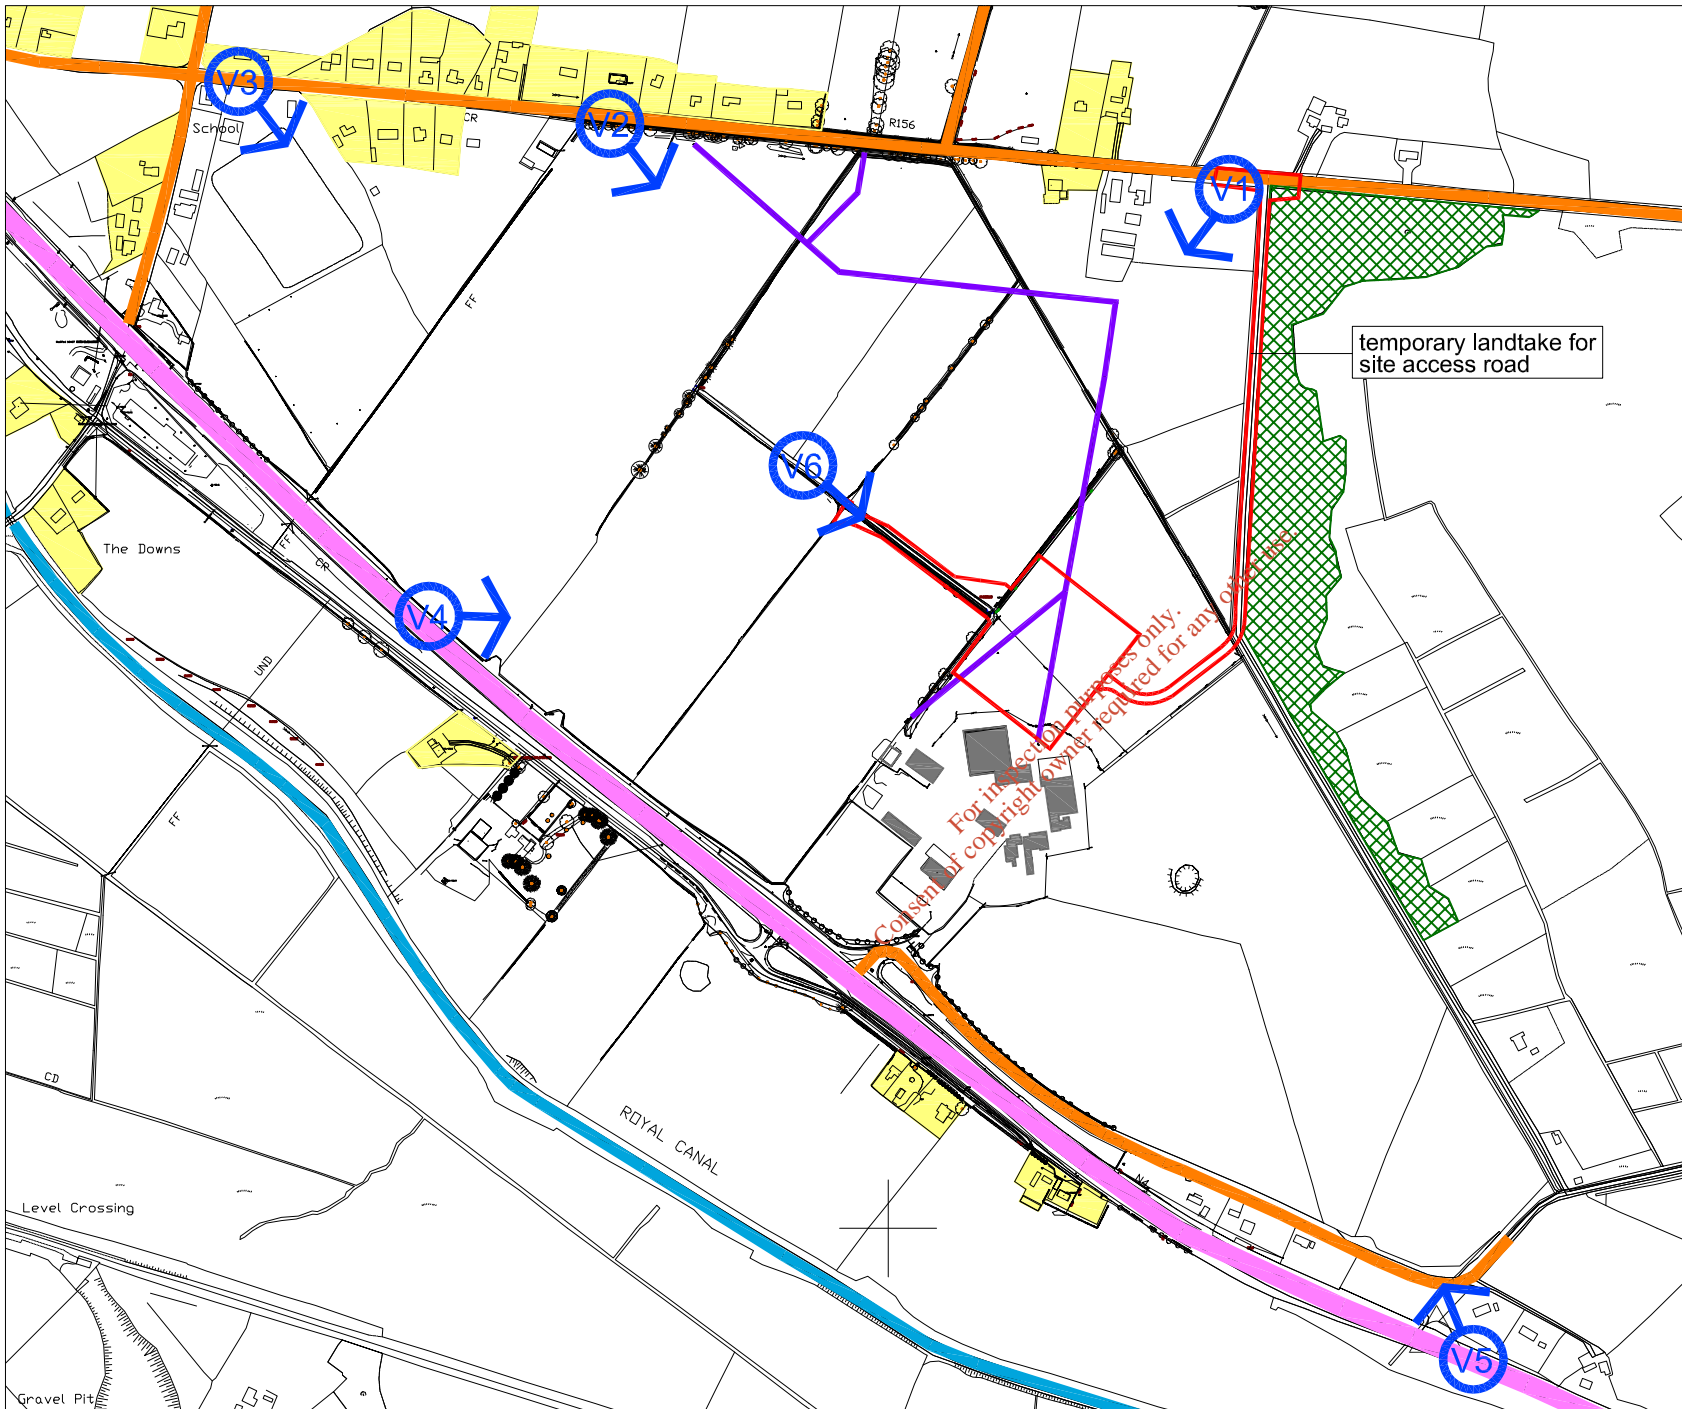 V3
School
CR
V2
R156
V1
FF
temporary landtake for
site access road
V6
The Downs
FF
CR
V4
UND
FF
For inspection purposes only.
Consent of copyright owner required for any other use.
CD
ROYAL CANAL
N4
Level Crossing
V5
Gravel Pit